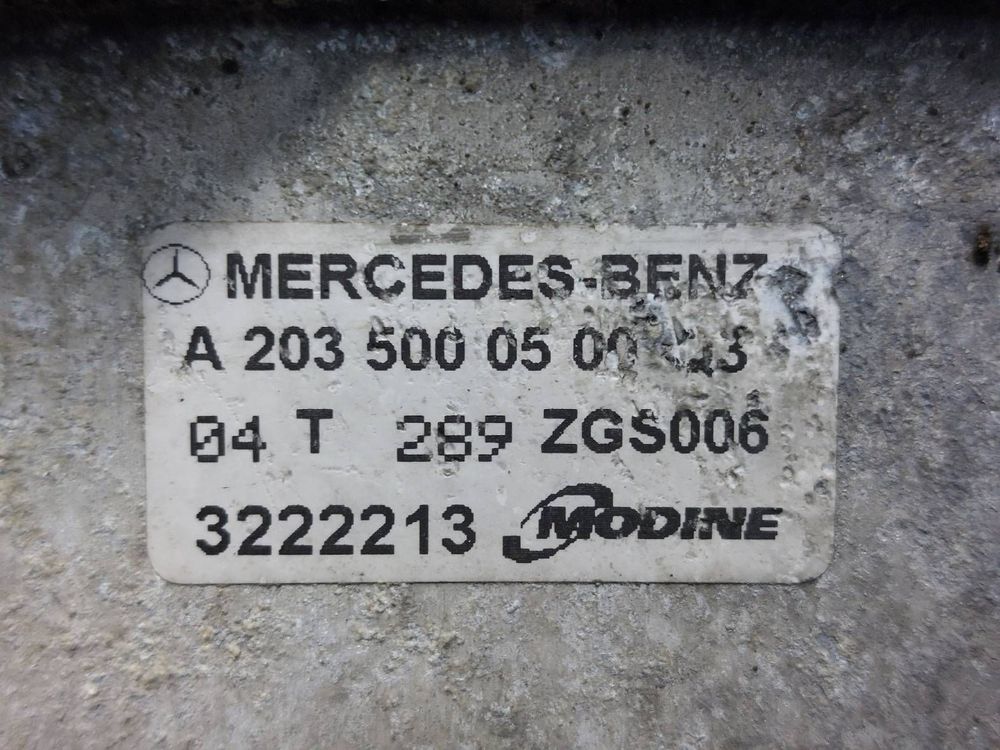 MERCEDES-BENZ
A 203 500 05 00
04 T 289 ZGS006
3222213 MODINE